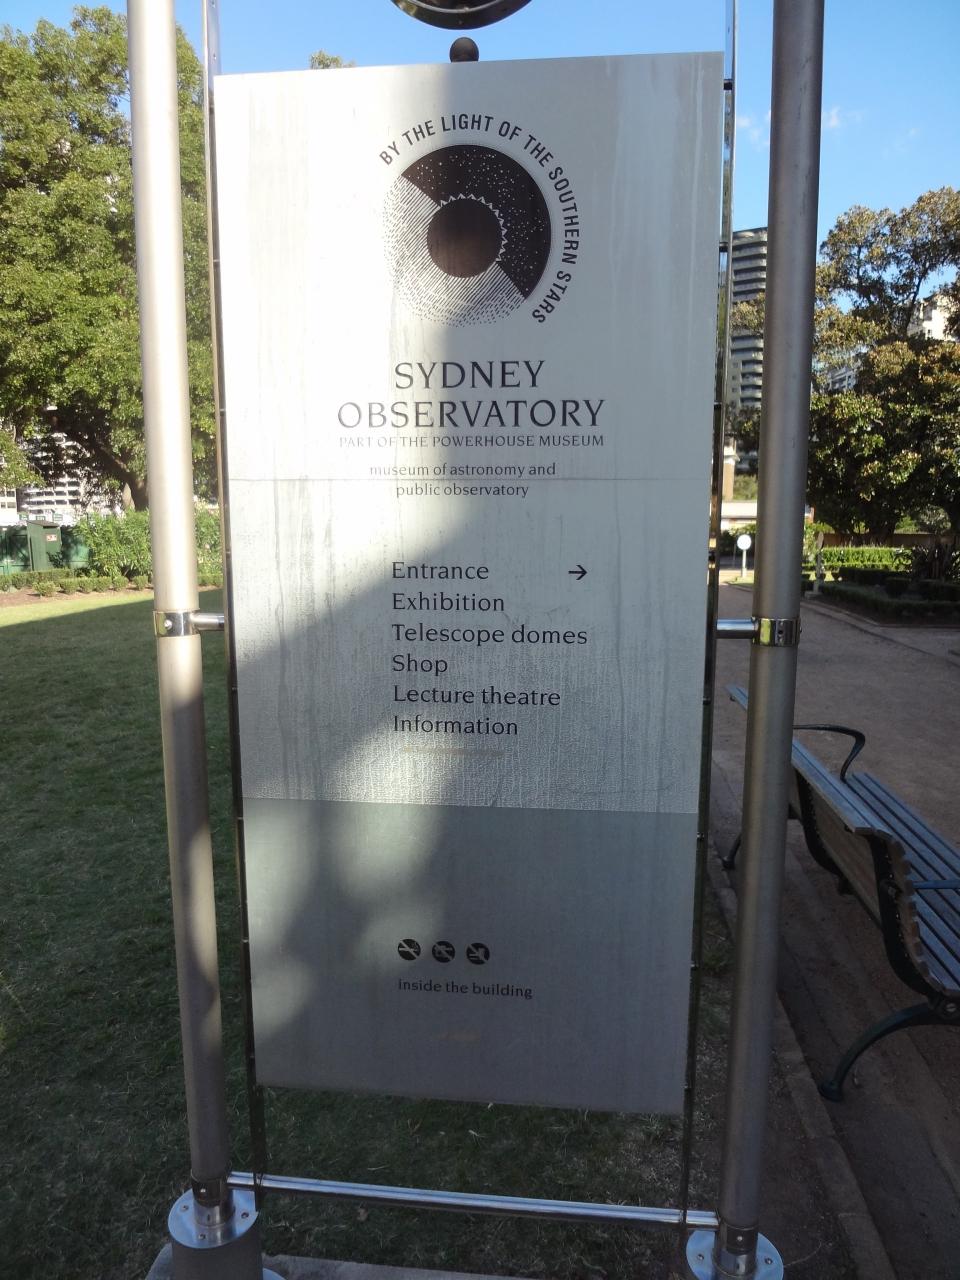 BY THE LIGHT OF THE SOUTHERN STARS
SYDNEY
OBSERVATORY
PART OF THE POWERHOUSE MUSEUM
museum of astronomy and
public observatory
Entrance →
Exhibition
Telescope domes
Shop
Lecture theatre
Information
inside the building